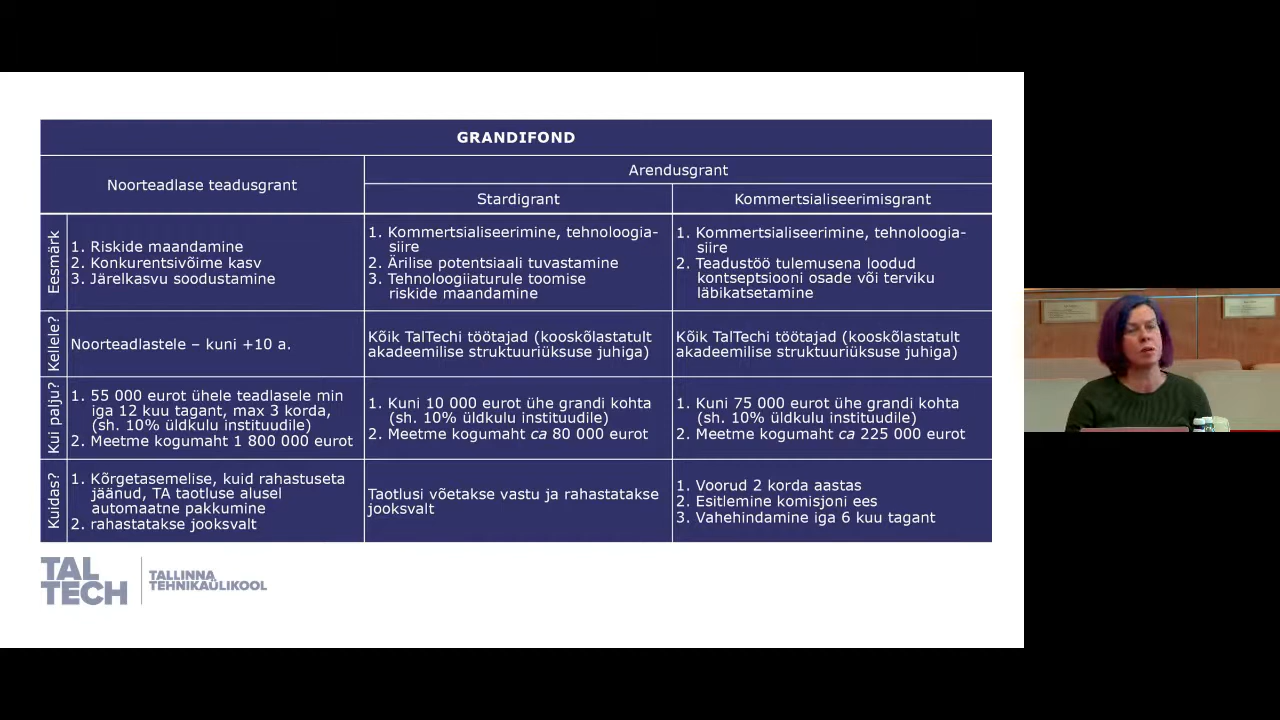 GRANDIFOND
Noorteadlase teadusgrant
Arendusgrant
Stardigrant
Kommertsialiseerimisgrant
Eesmärk
1. Riskide maandamine
2. Konkurentsivõime kasv
3. Järelkasvu soodustamine
1. Kommertsialiseerimine, tehnoloogia-
siire
2. Ärilise potensiaali tuvastamine
3. Tehnoloogiiaturule toomise
riskide maandamine
1. Kommertsialiseerimine, tehnoloogia-
siire
2. Teadustöö tulemusena loodud
kontseptsiooni osade või terviku
läbikatsetamine
Kellele?
Noorteadlastele – kuni +10 a.
Kõik TalTechi töötajad (kooskõlastatult
akadeemilise struktuuriüksuse juhiga)
Kõik TalTechi töötajad (kooskõlastatult
akadeemilise struktuuriüksuse juhiga)
Kui palju?
1. 55 000 eurot ühele teadlasele min
iga 12 kuu tagant, max 3 korda,
(sh. 10% üldkulu instituudile)
2. Meetme kogumaht 1 800 000 eurot
1. Kuni 10 000 eurot ühe grandi kohta
(sh. 10% üldkulu instituudile)
2. Meetme kogumaht ca 80 000 eurot
1. Kuni 75 000 eurot ühe grandi kohta
(sh. 10% üldkulu instituudile)
2. Meetme kogumaht ca 225 000 eurot
Kuidas?
1. Kõrgetasemelise, kuid rahastuseta
jäänud, TA taotluse alusel
automaatne pakkumine
2. rahastatakse jooksvalt
Taotlusi võetakse vastu ja rahastatakse
jooksvalt
1. Voorud 2 korda aastas
2. Esitlemine komisjoni ees
3. Vahehindamine iga 6 kuu tagant
TAL
TECH
TALLINNA
TEHNIKAÜLIKOOL